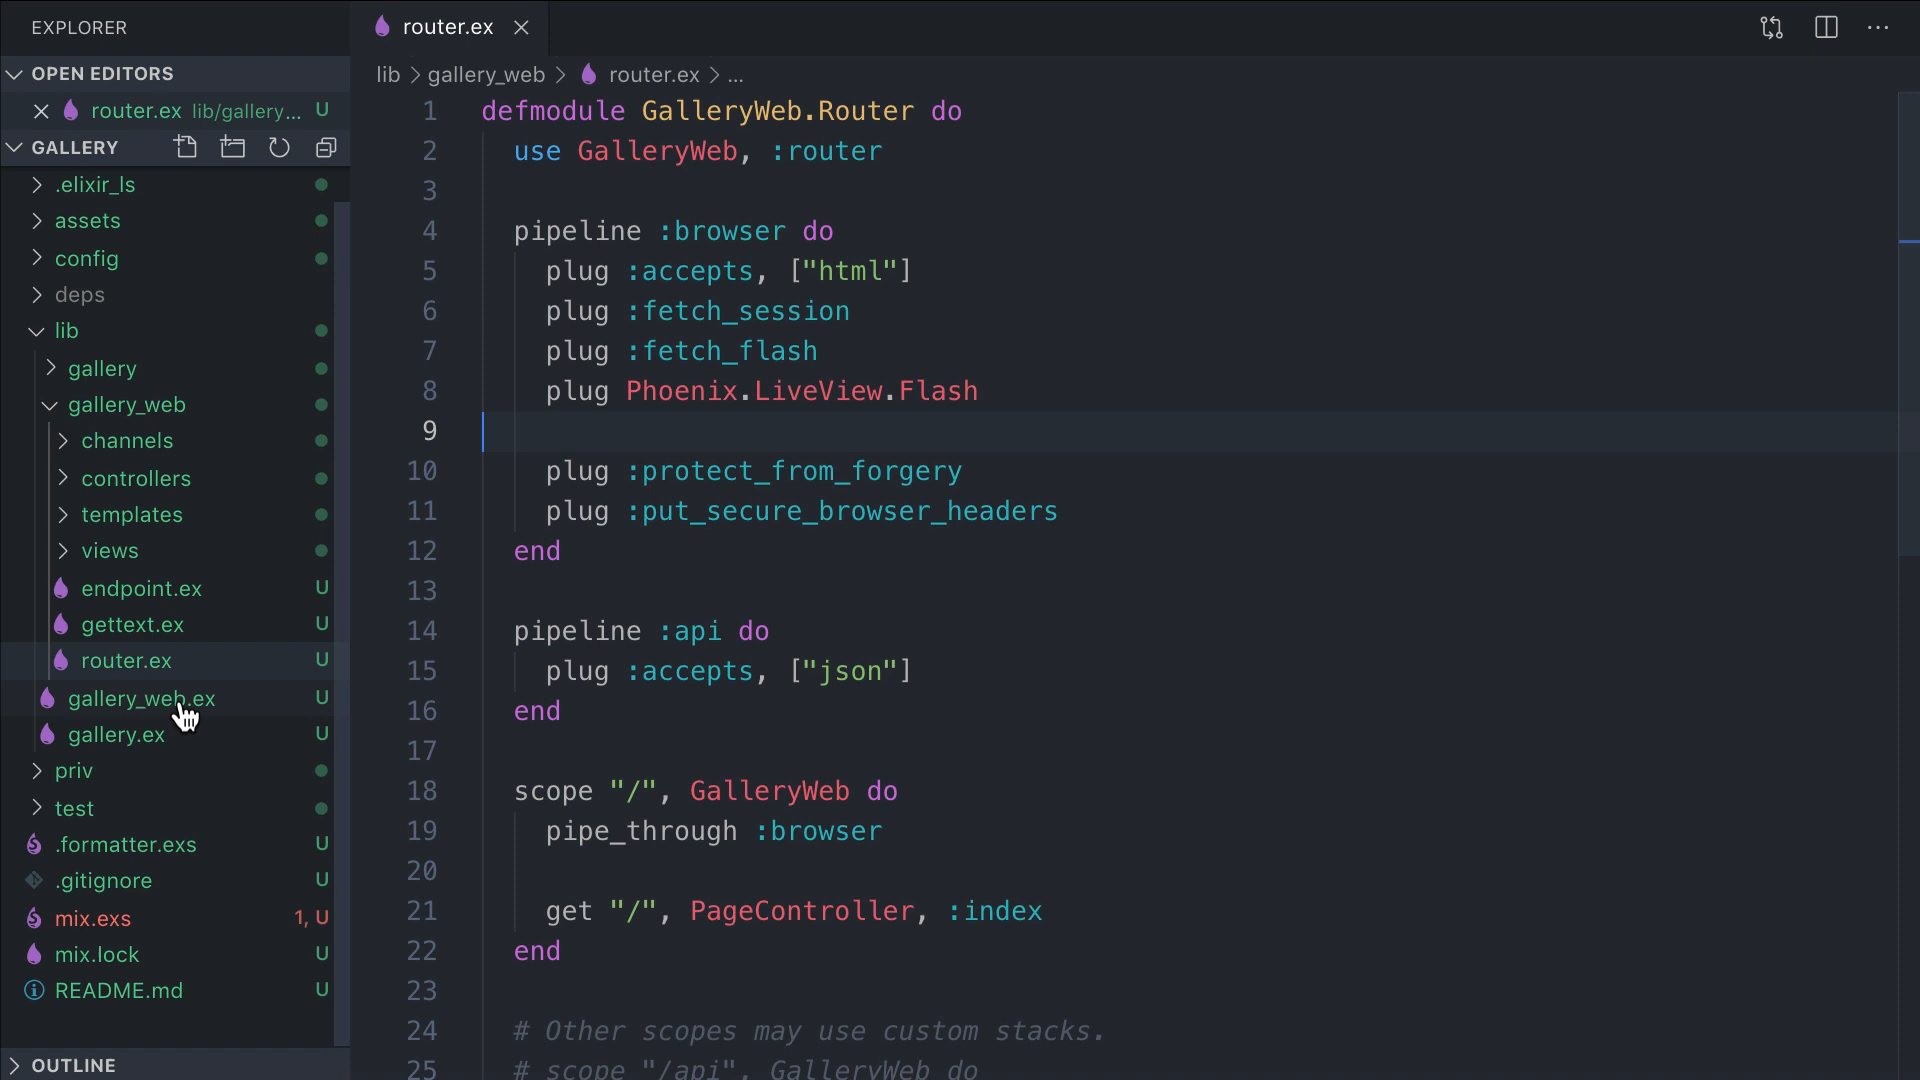 EXPLORER
OPEN EDITORS
router.ex lib/gallery... U
GALLERY
.elixir_ls
assets
config
deps
lib
gallery
gallery_web
channels
controllers
templates
views
endpoint.ex U
gettext.ex U
router.ex U
gallery_web.ex U
gallery.ex U
priv
test
.formatter.exs U
.gitignore U
mix.exs 1, U
mix.lock U
README.md U
OUTLINE
router.ex
lib > gallery_web > router.ex > ...
1 defmodule GalleryWeb.Router do
2 use GalleryWeb, :router
3
4 pipeline :browser do
5 plug :accepts, ["html"]
6 plug :fetch_session
7 plug :fetch_flash
8 plug Phoenix.LiveView.Flash
9
10 plug :protect_from_forgery
11 plug :put_secure_browser_headers
12 end
13
14 pipeline :api do
15 plug :accepts, ["json"]
16 end
17
18 scope "/", GalleryWeb do
19 pipe_through :browser
20
21 get "/", PageController, :index
22 end
23
24 # Other scopes may use custom stacks.
25 # scope "/api", GalleryWeb do